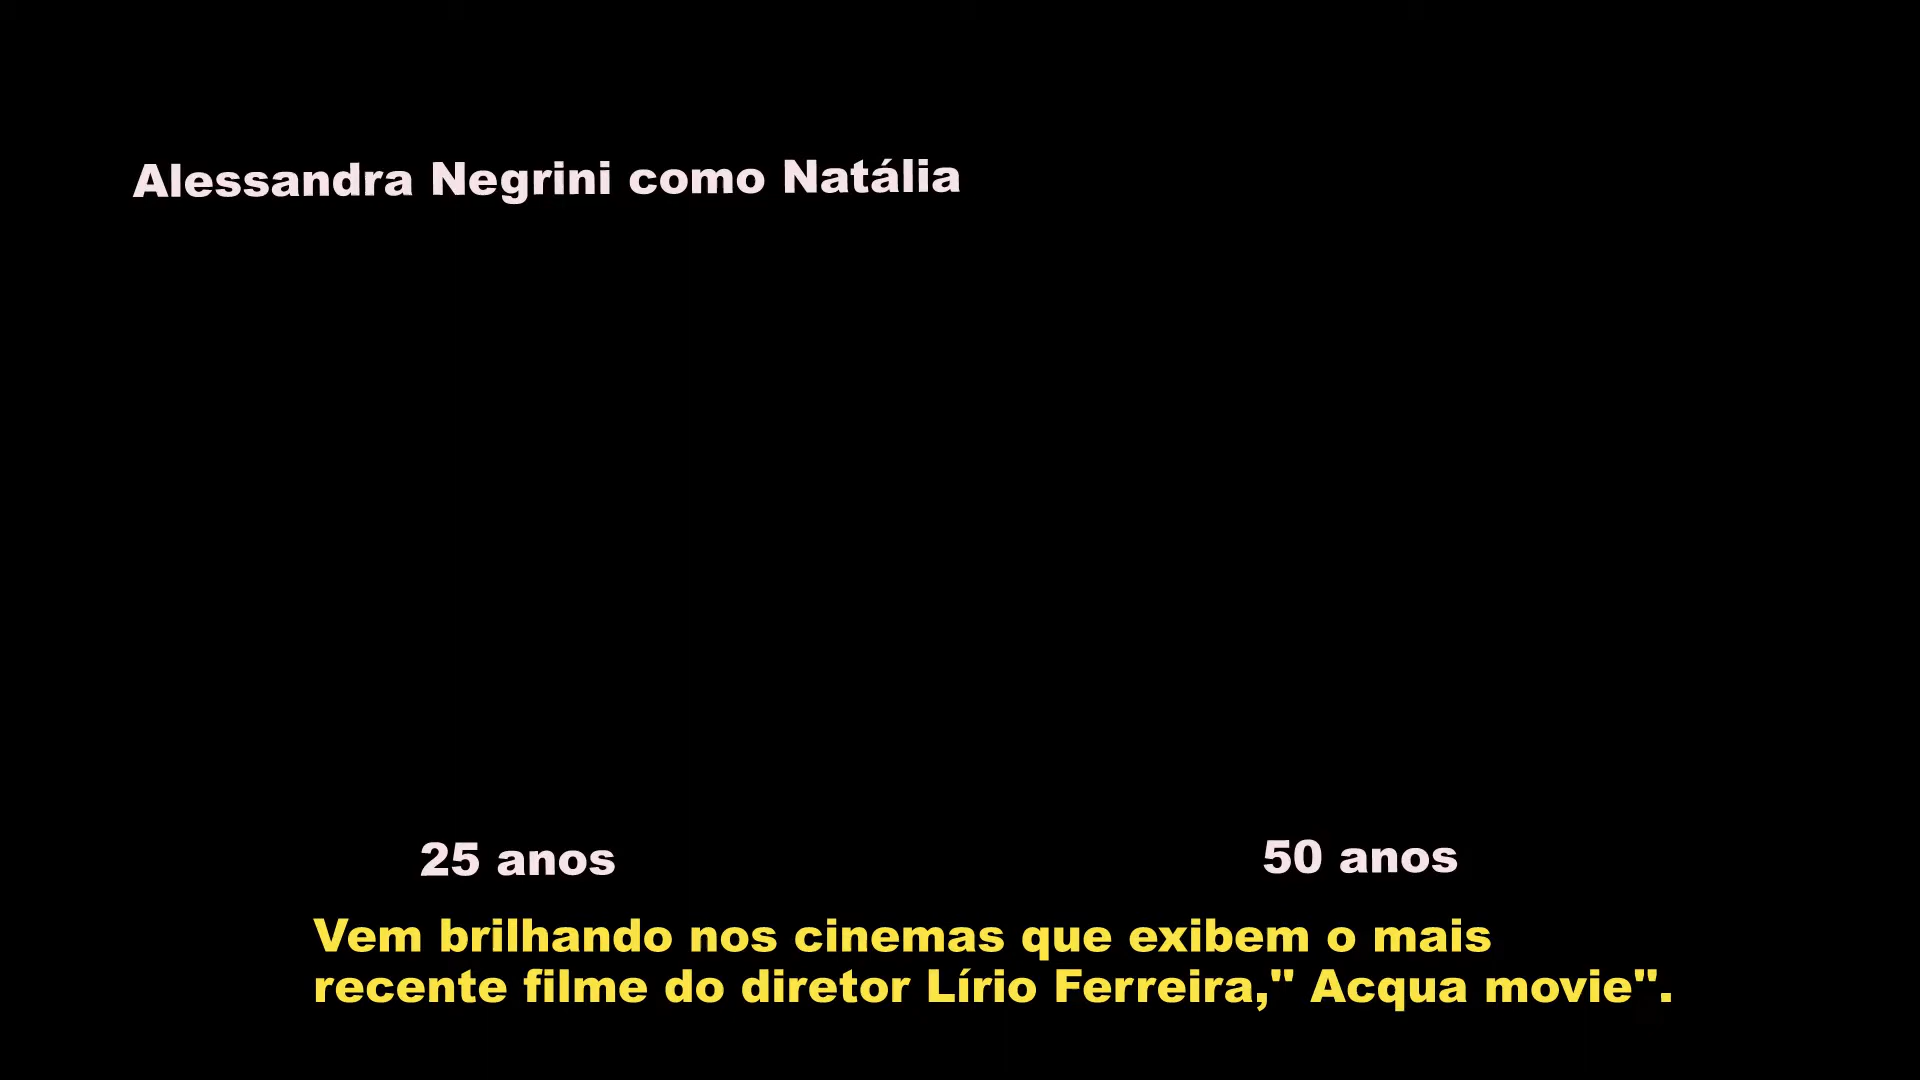 Alessandra Negrini como Natália
25 anos
50 anos
Vem brilhando nos cinemas que exibem o mais
recente filme do diretor Lírio Ferreira," Acqua movie".